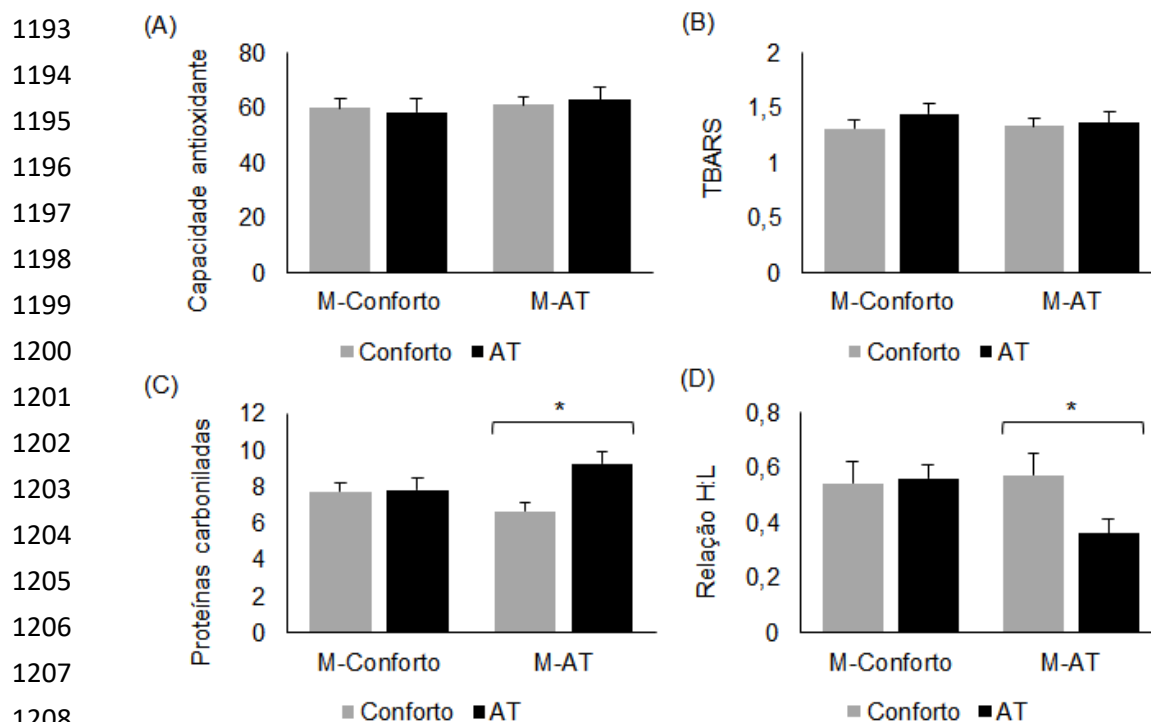 1193
1194
1195
1196
1197
1198
1199
1200
1201
1202
1203
1204
1205
1206
1207
1208
(A)
Capacidade antioxidante
80
60
40
20
0
M-Conforto M-AT
Conforto AT
(B)
TBARS
2
1,5
1
0,5
0
M-Conforto M-AT
Conforto AT
(C)
Proteínas carboniladas
12
10
8
6
4
2
0
*
M-Conforto M-AT
Conforto AT
(D)
Relação H:L
0,8
0,6
0,4
0,2
0
*
M-Conforto M-AT
Conforto AT